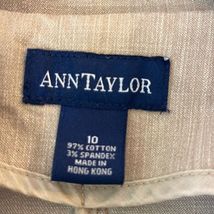 ANNTAYLOR
10
97% COTTON
3% SPANDEX
MADE IN
HONG KONG